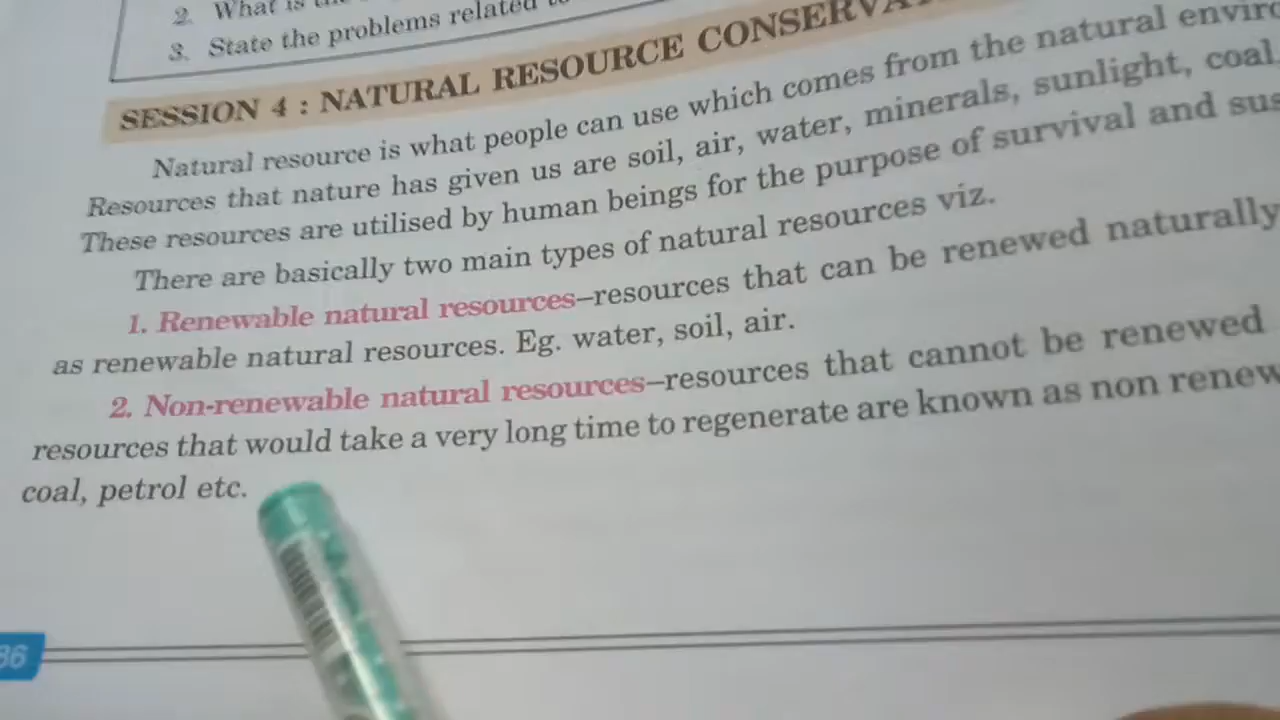 2. What is the
3. State the problems related to
SESSION 4 : NATURAL RESOURCE CONSERVA
Natural resource is what people can use which comes from the natural enviro
Resources that nature has given us are soil, air, water, minerals, sunlight, coal
These resources are utilised by human beings for the purpose of survival and sus
There are basically two main types of natural resources viz.
1. Renewable natural resources–resources that can be renewed naturally
as renewable natural resources. Eg. water, soil, air.
2. Non-renewable natural resources–resources that cannot be renewed
resources that would take a very long time to regenerate are known as non renew
coal, petrol etc.
86